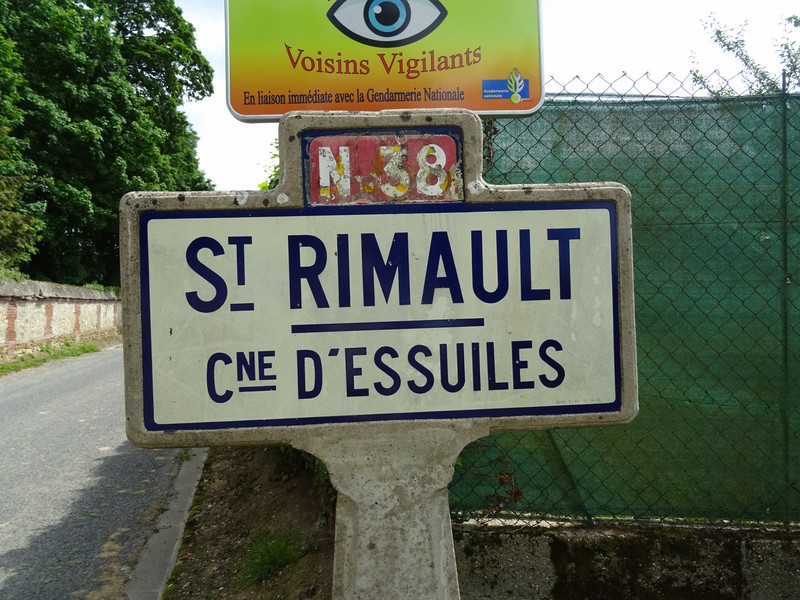 Voisins Vigilants
En liaison immédiate avec la Gendarmerie Nationale
Gendarmerie
nationale
N 38
ST RIMAULT
CNE D'ESSUILES